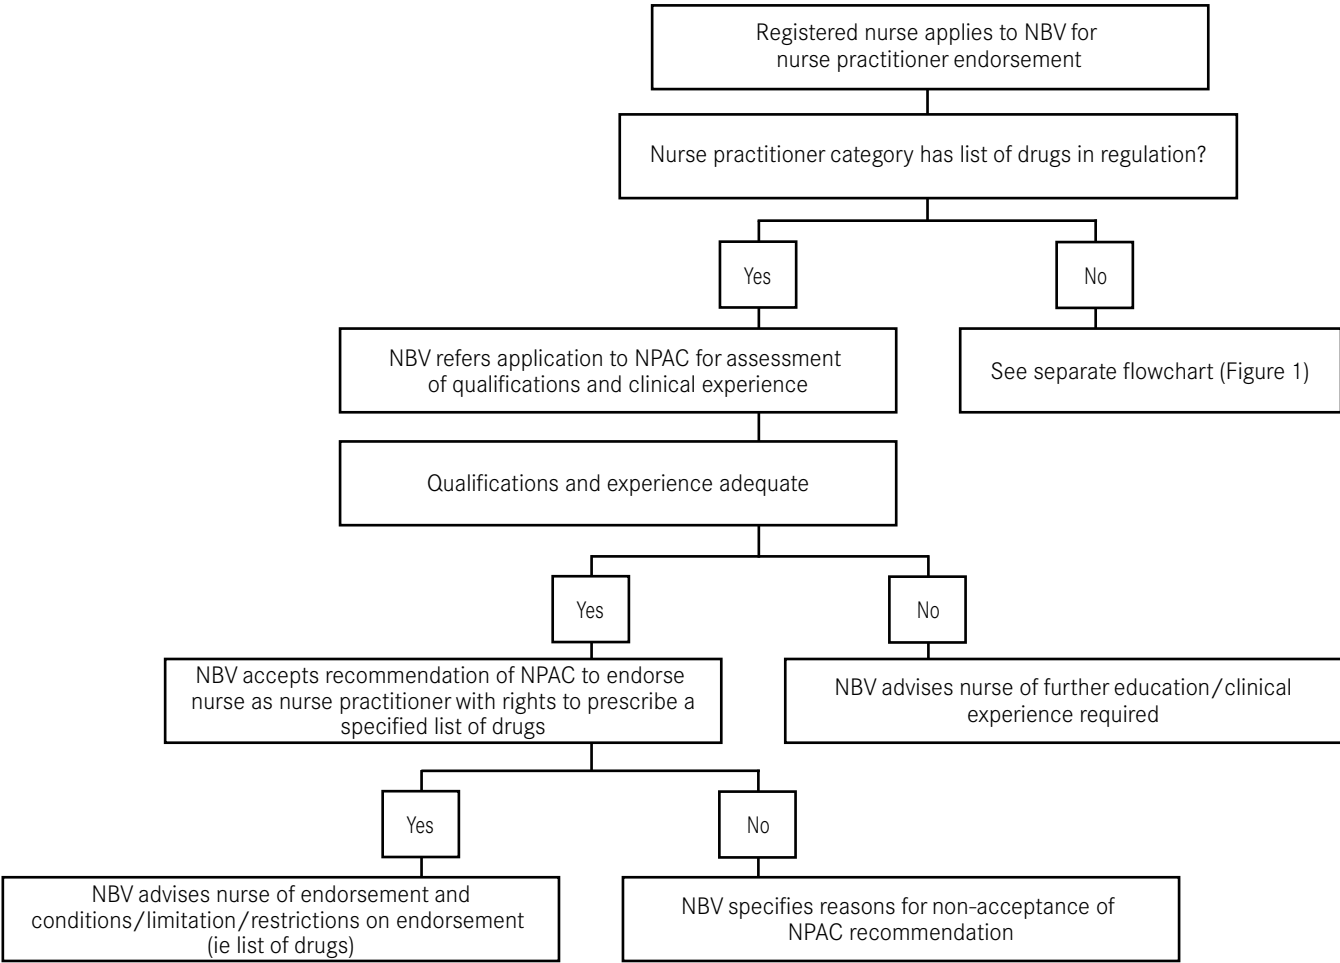 Registered nurse applies to NBV for
nurse practitioner endorsement
Nurse practitioner category has list of drugs in regulation?
Yes
No
NBV refers application to NPAC for assessment
of qualifications and clinical experience
See separate flowchart (Figure 1)
Qualifications and experience adequate
Yes
No
NBV accepts recommendation of NPAC to endorse
nurse as nurse practitioner with rights to prescribe a
specified list of drugs
NBV advises nurse of further education/clinical
experience required
Yes
No
NBV advises nurse of endorsement and
conditions/limitation/restrictions on endorsement
(ie list of drugs)
NBV specifies reasons for non-acceptance of
NPAC recommendation